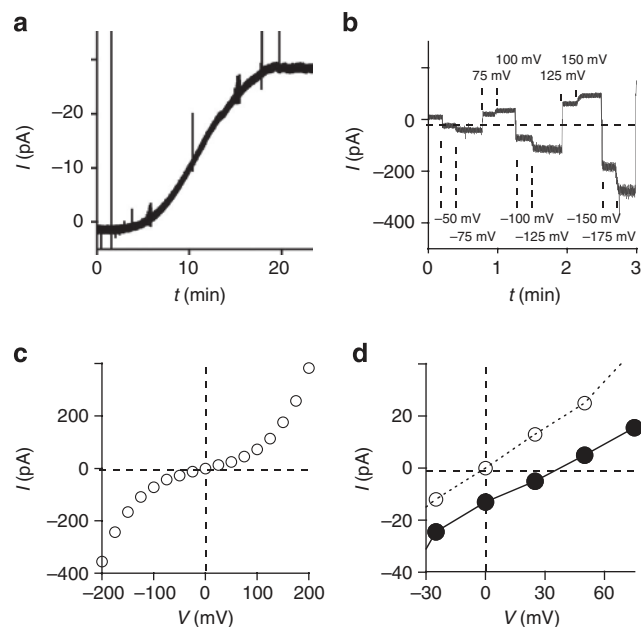 a
−20
−10
0
I (pA)
0 10 20
t (min)
b
100 mV 150 mV
75 mV 125 mV
0
−200
−400
I (pA)
−50 mV −100 mV −150 mV
−75 mV −125 mV −175 mV
0 1 2 3
t (min)
c
200
0
−200
−400
I (pA)
−200 −100 0 100 200
V (mV)
d
40
20
0
−20
−40
I (pA)
−30 0 30 60
V (mV)